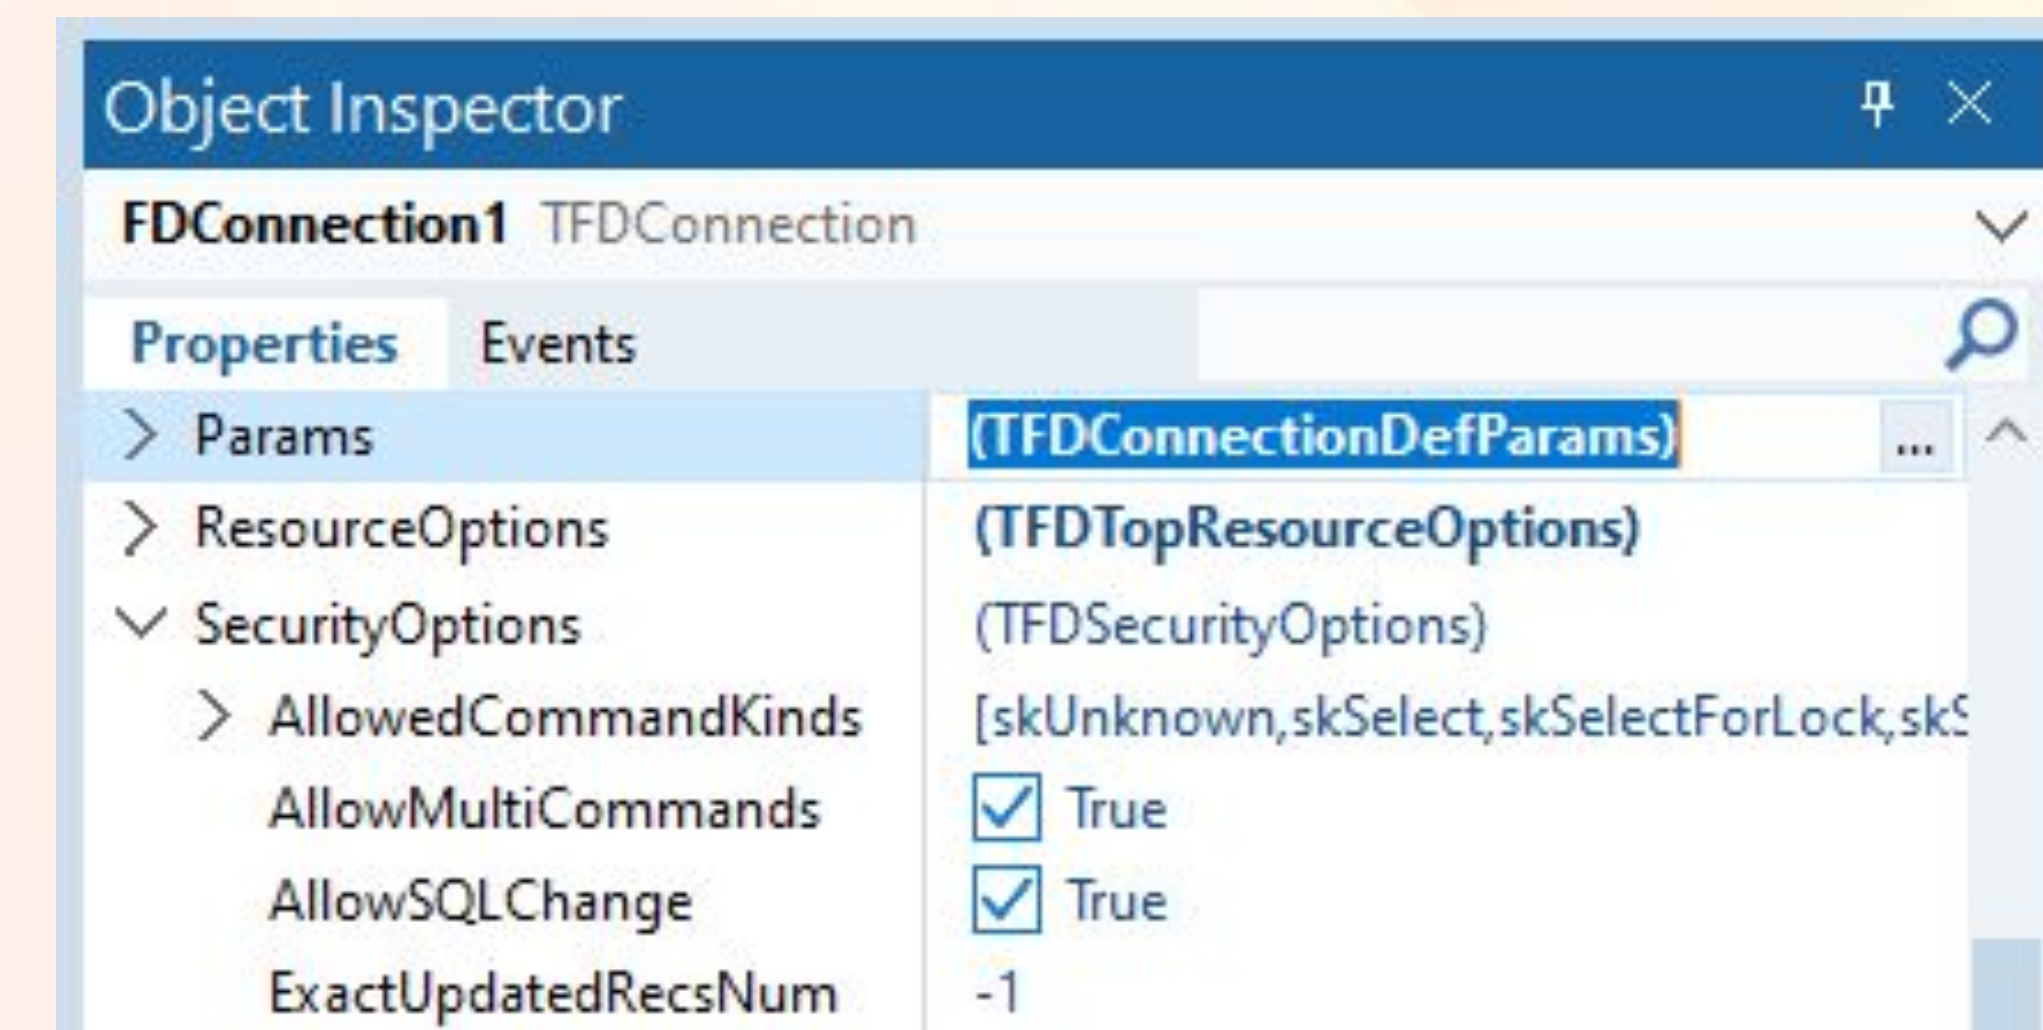 Object Inspector
FDConnection1 TFDConnection
Properties Events
Params (TFDConnectionDefParams) ...
ResourceOptions (TFDTopResourceOptions)
SecurityOptions (TFDSecurityOptions)
AllowedCommandKinds [skUnknown,skSelect,skSelectForLock,skS
AllowMultiCommands True
AllowSQLChange True
ExactUpdatedRecsNum -1